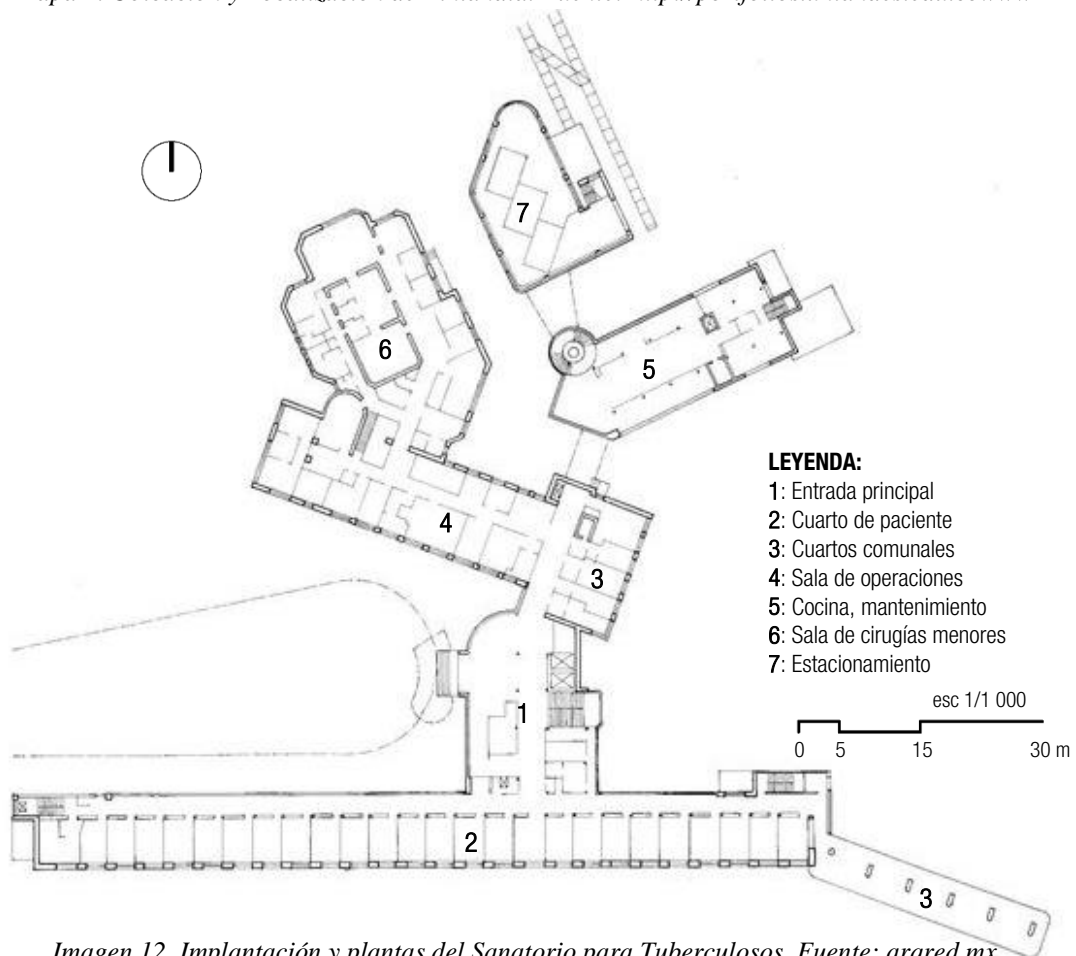 7
6
5
4
3
1
2
3
LEYENDA:
1: Entrada principal
2: Cuarto de paciente
3: Cuartos comunales
4: Sala de operaciones
5: Cocina, mantenimiento
6: Sala de cirugías menores
7: Estacionamiento
esc 1/1 000
0 5 15 30 m
Imagen 12. Implantación y plantas del Sanatorio para Tuberculosos. Fuente: arqred.mx